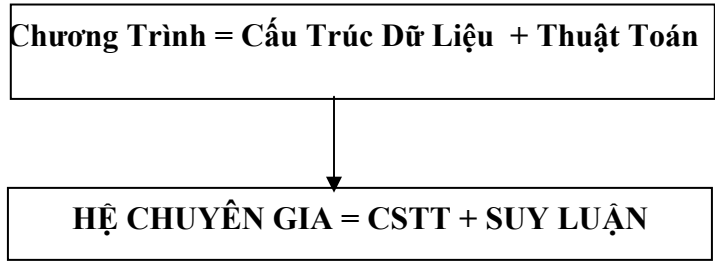 Chương Trình = Cấu Trúc Dữ Liệu + Thuật Toán
HỆ CHUYÊN GIA = CSTT + SUY LUẬN